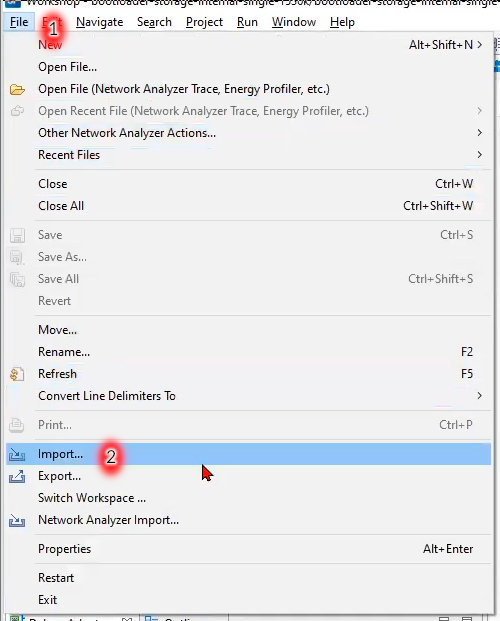 Workshop - bootloader-storage-internal-single-1536k/bootloader-storage-internal-single-
File Navigate Search Project Run Window Help
1
New Alt+Shift+N >
Open File...
Open File (Network Analyzer Trace, Energy Profiler, etc.)
Open Recent File (Network Analyzer Trace, Energy Profiler, etc.) >
Other Network Analyzer Actions... >
Recent Files >
Close Ctrl+W
Close All Ctrl+Shift+W
Save Ctrl+S
Save As...
Save All Ctrl+Shift+S
Revert
Move...
Rename... F2
Refresh F5
Convert Line Delimiters To >
Print... Ctrl+P
Import... 2
Export...
Switch Workspace ...
Network Analyzer Import...
Properties Alt+Enter
Restart
Exit